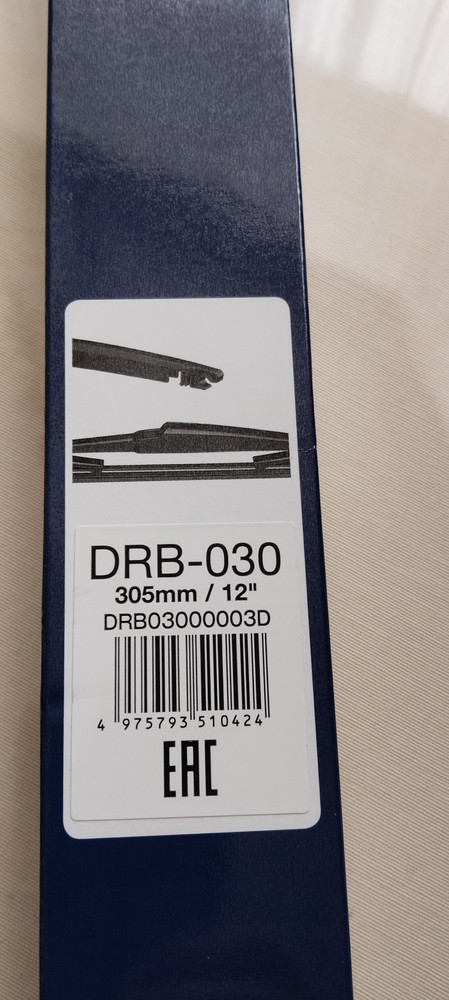 DRB-030
305mm / 12"
DRB03000003D
4 975793 510424
EAC